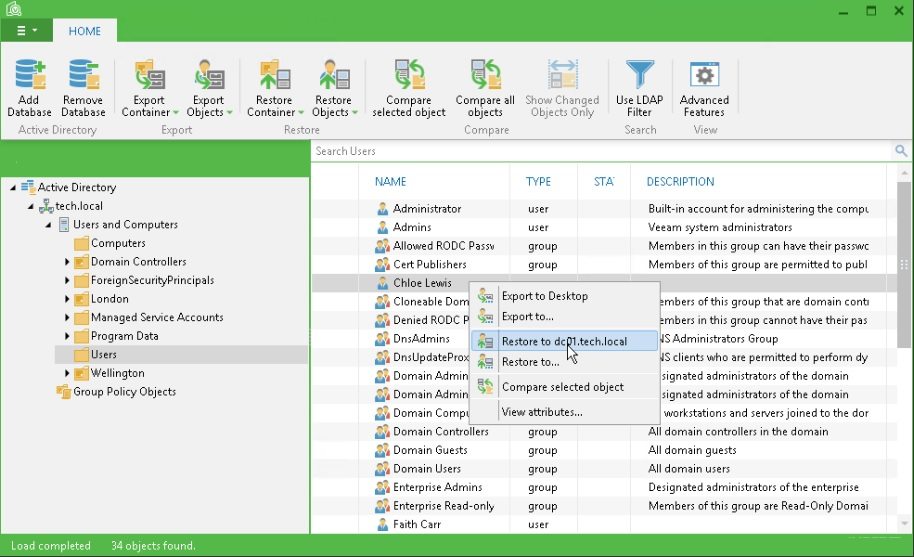 HOME
Add Database
Remove Database
Export Container
Export Objects
Restore Container
Restore Objects
Compare selected object
Compare all objects
Show Changed Objects Only
Use LDAP Filter
Advanced Features
Active Directory
Export
Restore
Compare
Search
View
Search Users
Active Directory
tech.local
Users and Computers
Computers
Domain Controllers
ForeignSecurityPrincipals
London
Managed Service Accounts
Program Data
Users
Wellington
Group Policy Objects
NAME TYPE STA DESCRIPTION
Administrator user Built-in account for administering the compu
Admins user Veeam system administrators
Allowed RODC Passw group Members in this group can have their passwc
Cert Publishers group Members of this group are permitted to publ
Chloe Lewis
Cloneable Dom embers of this group that are domain contr
Denied RODC P embers in this group cannot have their pas
DnsAdmins NS Administrators Group
DnsUpdateProx NS clients who are permitted to perform dy
Domain Admin esignated administrators of the domain
Domain Admin esignated administrators of the domain
Domain Compu workstations and servers joined to the dor
Domain Controllers group All domain controllers in the domain
Domain Guests group All domain guests
Domain Users group All domain users
Enterprise Admins group Designated administrators of the enterprise
Enterprise Read-only group Members of this group are Read-Only Domai
Faith Carr user
Export to Desktop
Export to...
Restore to dc01.tech.local
Restore to...
Compare selected object
View attributes...
Load completed 34 objects found.